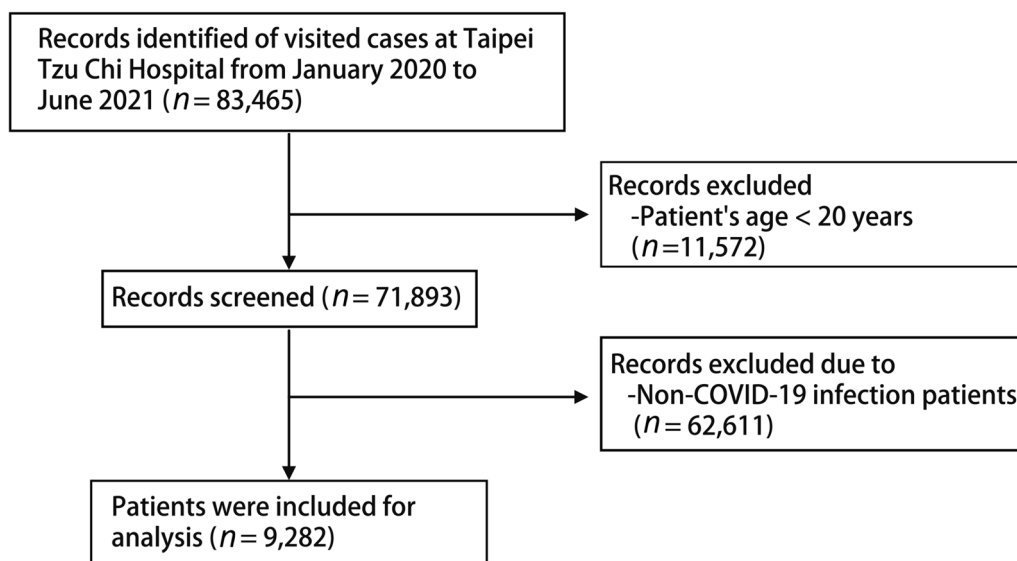 Records identified of visited cases at Taipei
Tzu Chi Hospital from January 2020 to
June 2021 (n = 83,465)
Records excluded
-Patient's age < 20 years
(n =11,572)
Records screened (n = 71,893)
Records excluded due to
-Non-COVID-19 infection patients
(n = 62,611)
Patients were included for
analysis (n = 9,282)